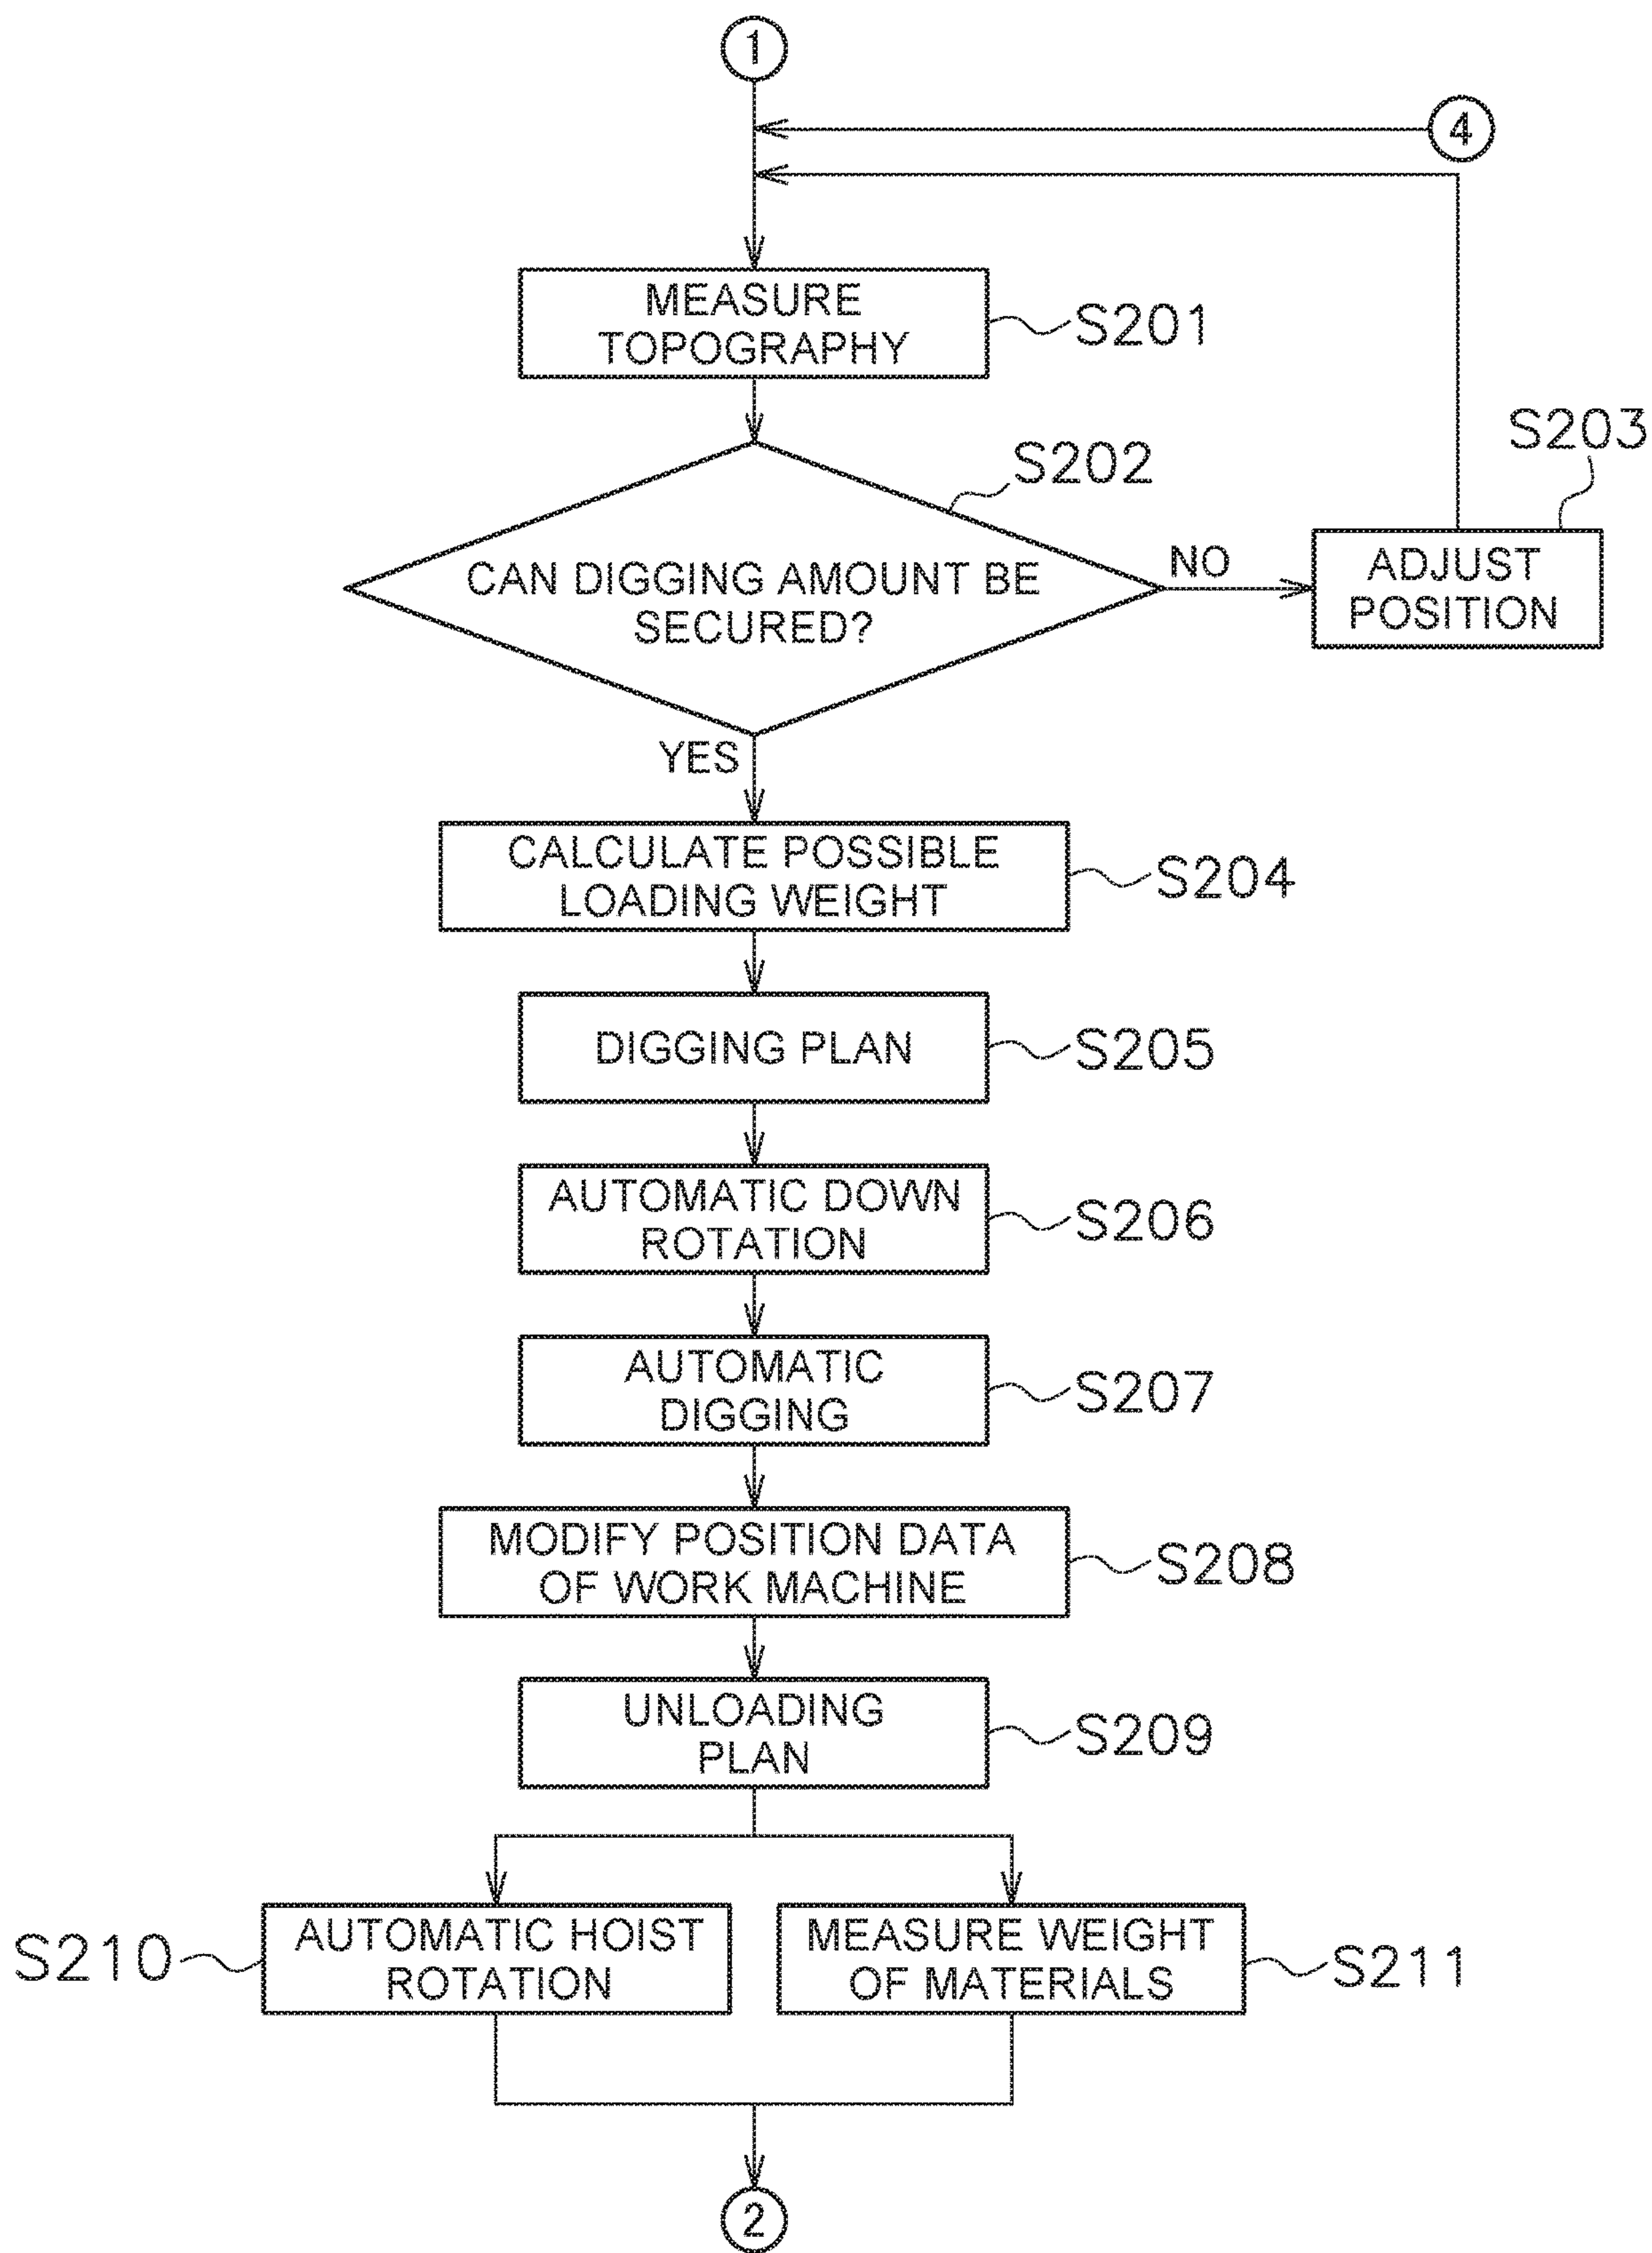 1
4
MEASURE
TOPOGRAPHY
S201
S202
S203
CAN DIGGING AMOUNT BE
SECURED?
NO
ADJUST
POSITION
YES
CALCULATE POSSIBLE
LOADING WEIGHT
S204
DIGGING PLAN
S205
AUTOMATIC DOWN
ROTATION
S206
AUTOMATIC
DIGGING
S207
MODIFY POSITION DATA
OF WORK MACHINE
S208
UNLOADING
PLAN
S209
S210
AUTOMATIC HOIST
ROTATION
MEASURE WEIGHT
OF MATERIALS
S211
2